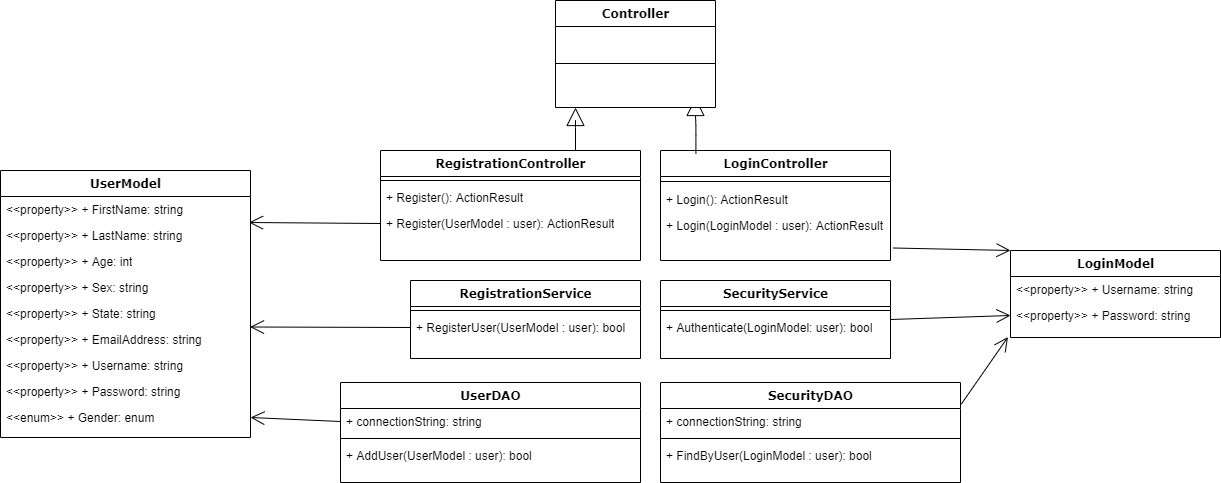 Controller
RegistrationController
+ Register(): ActionResult
+ Register(UserModel : user): ActionResult
LoginController
+ Login(): ActionResult
+ Login(LoginModel : user): ActionResult
UserModel
<<property>> + FirstName: string
<<property>> + LastName: string
<<property>> + Age: int
<<property>> + Sex: string
<<property>> + State: string
<<property>> + EmailAddress: string
<<property>> + Username: string
<<property>> + Password: string
<<enum>> + Gender: enum
LoginModel
<<property>> + Username: string
<<property>> + Password: string
RegistrationService
+ RegisterUser(UserModel : user): bool
SecurityService
+ Authenticate(LoginModel: user): bool
UserDAO
+ connectionString: string
+ AddUser(UserModel : user): bool
SecurityDAO
+ connectionString: string
+ FindByUser(LoginModel : user): bool